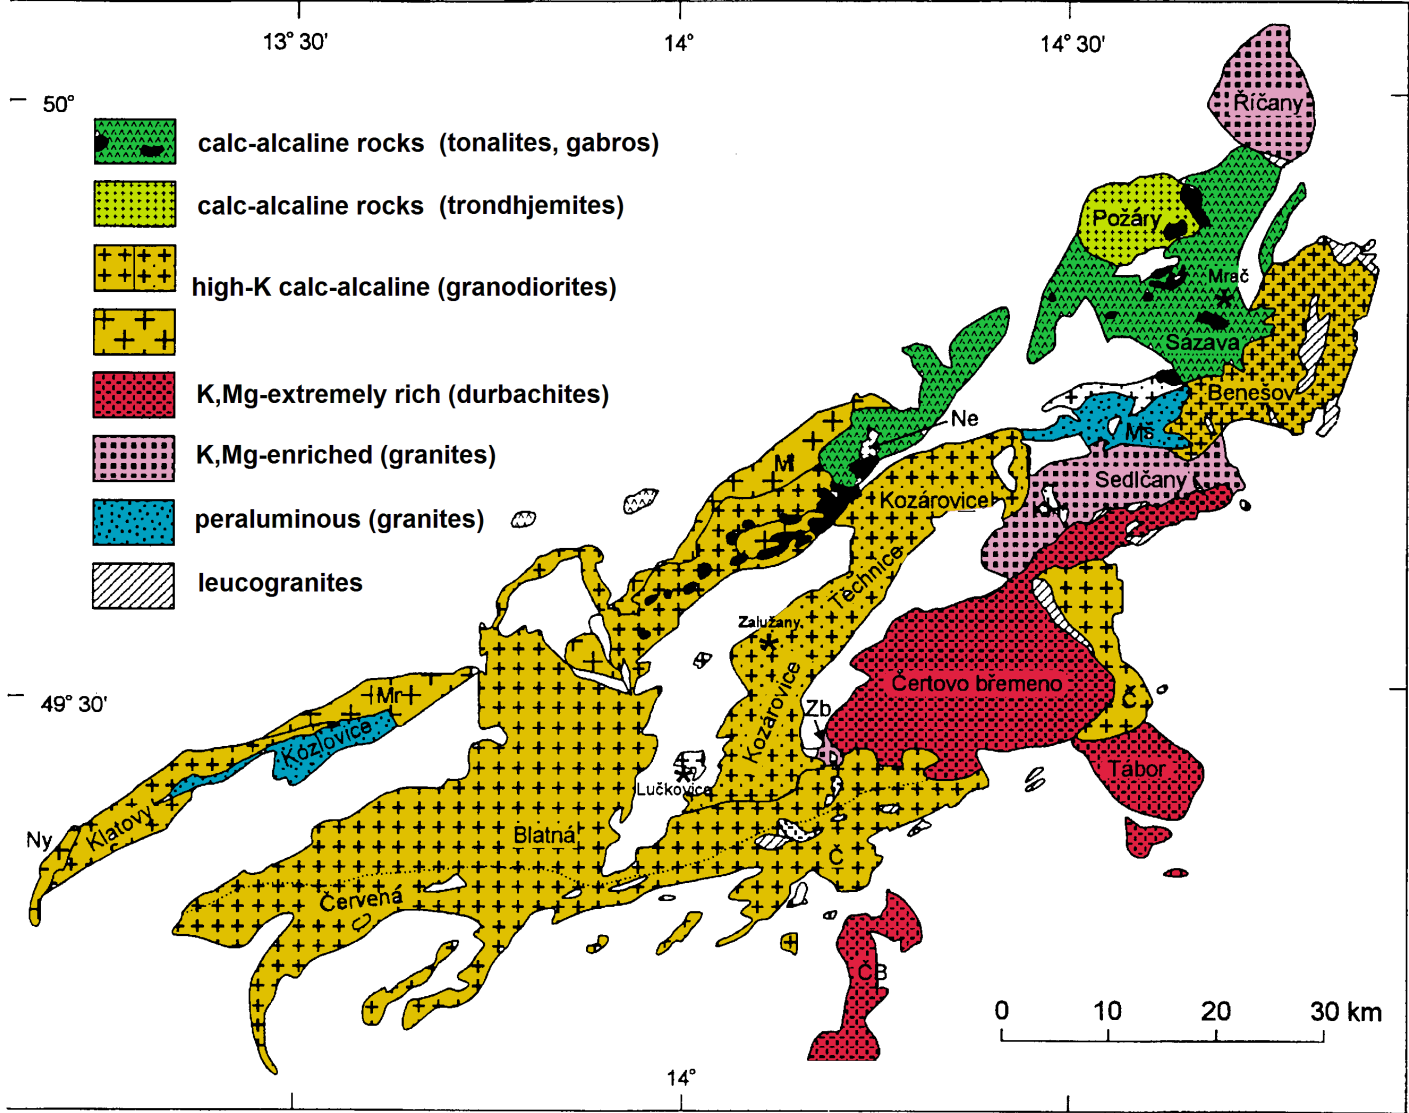 13° 30'
14°
14° 30'
50°
calc-alcaline rocks (tonalites, gabros)
calc-alcaline rocks (trondhjemites)
high-K calc-alcaline (granodiorites)
K,Mg-extremely rich (durbachites)
K,Mg-enriched (granites)
peraluminous (granites)
leucogranites
Říčany
Požáry
Mrač
Sázava
Benešov
Mš
Ne
M
Sedlčany
Kozárovice
Těchnice
Zalužany
Čertovo břemeno
Č
49° 30'
Mr
Kozlovice
Zb
Kozárovice
Tábor
Lučkovice
Klatovy
Ny
Blatná
Č
Červená
ČB
0 10 20 30 km
14°